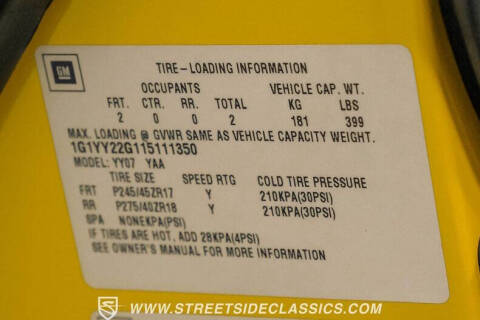 GM
TIRE-LOADING INFORMATION
OCCUPANTS VEHICLE CAP. WT.
FRT. CTR. RR. TOTAL KG LBS
2 0 0 2 181 399
MAX. LOADING @ GVWR SAME AS VEHICLE CAPACITY WEIGHT.
1G1YY22G115111350
MODEL: YY07 YAA
TIRE SIZE SPEED RTG COLD TIRE PRESSURE
FRT P245/45ZR17 Y 210KPA(30PSI)
RR P275/40ZR18 Y 210KPA(30PSI)
SPA NONEKPA(PSI)
IF TIRES ARE HOT, ADD 28KPA(4PSI)
SEE OWNER'S MANUAL FOR MORE INFORMATION
WWW.STREETSIDECLASSICS.COM